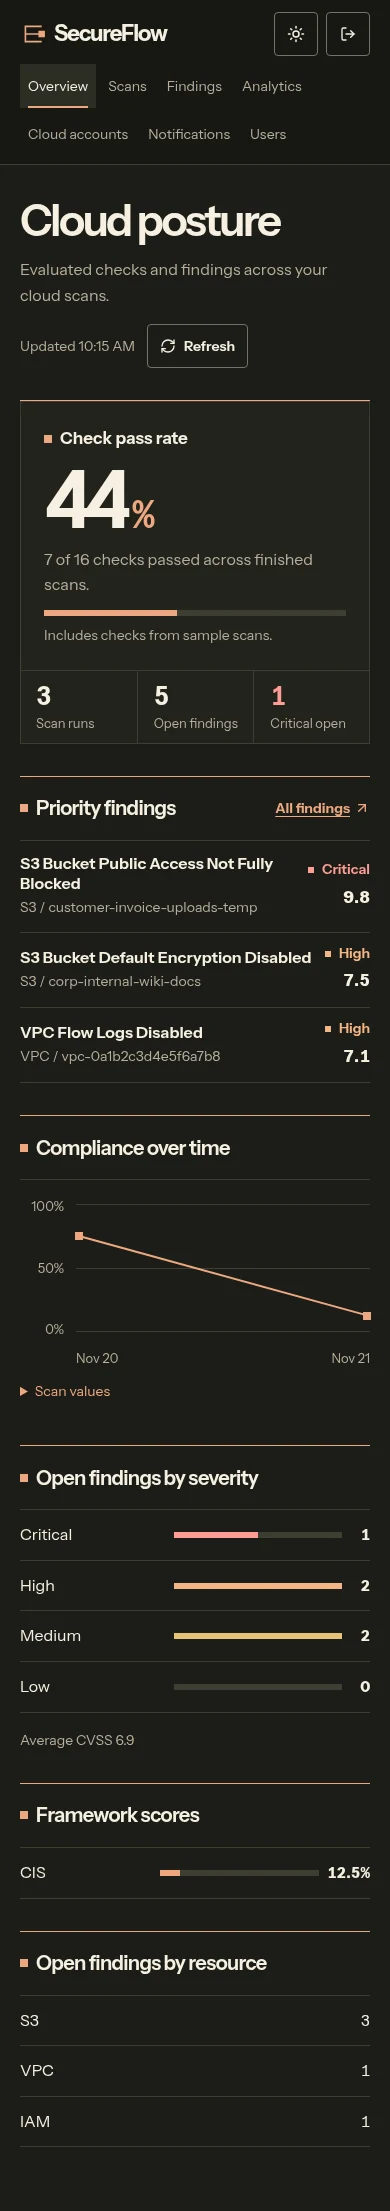 SecureFlow
Overview Scans Findings Analytics
Cloud accounts Notifications Users
Cloud posture
Evaluated checks and findings across your
cloud scans.
Updated 10:15 AM Refresh
Check pass rate
44%
7 of 16 checks passed across finished
scans.
Includes checks from sample scans.
3 5 1
Scan runs Open findings Critical open
Priority findings All findings
S3 Bucket Public Access Not Fully
Blocked
Critical
S3 / customer-invoice-uploads-temp
9.8
S3 Bucket Default Encryption Disabled High
S3 / corp-internal-wiki-docs 7.5
VPC Flow Logs Disabled High
VPC / vpc-0a1b2c3d4e5f6a7b8 7.1
Compliance over time
100%
50%
0%
Nov 20 Nov 21
Scan values
Open findings by severity
Critical 1
High 2
Medium 2
Low 0
Average CVSS 6.9
Framework scores
CIS 12.5%
Open findings by resource
S3 3
VPC 1
IAM 1